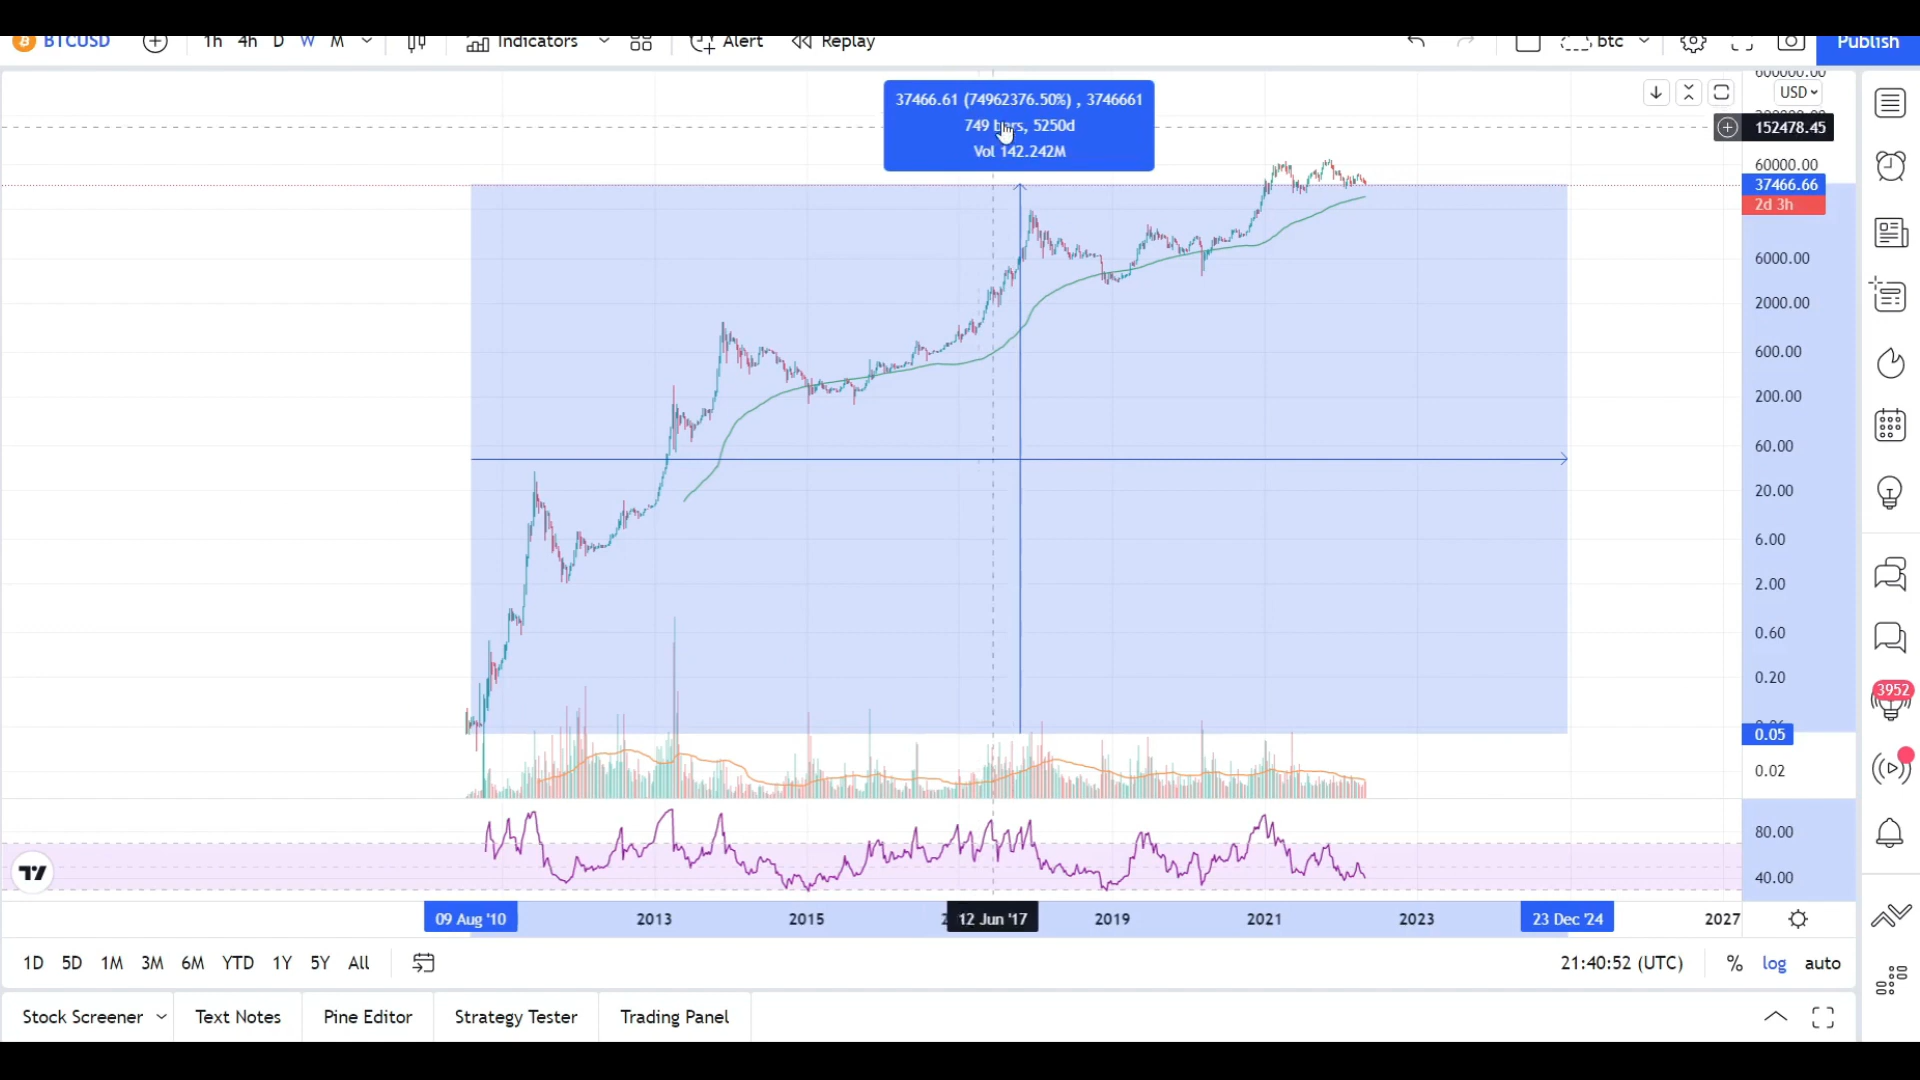 BTCUSD 1h 4h D W M Indicators Alert Replay btc Publish
37466.61 (74962376.50%) , 3746661
749 bars, 5250d
Vol 142.242M
600000.00
USD
152478.45
60000.00
37466.66
2d 3h
6000.00
2000.00
600.00
200.00
60.00
20.00
6.00
2.00
0.60
0.20
0.05
0.02
80.00
40.00
3952
09 Aug '10 2013 2015 12 Jun '17 2019 2021 2023 23 Dec '24 2027
1D 5D 1M 3M 6M YTD 1Y 5Y All 21:40:52 (UTC) % log auto
Stock Screener Text Notes Pine Editor Strategy Tester Trading Panel